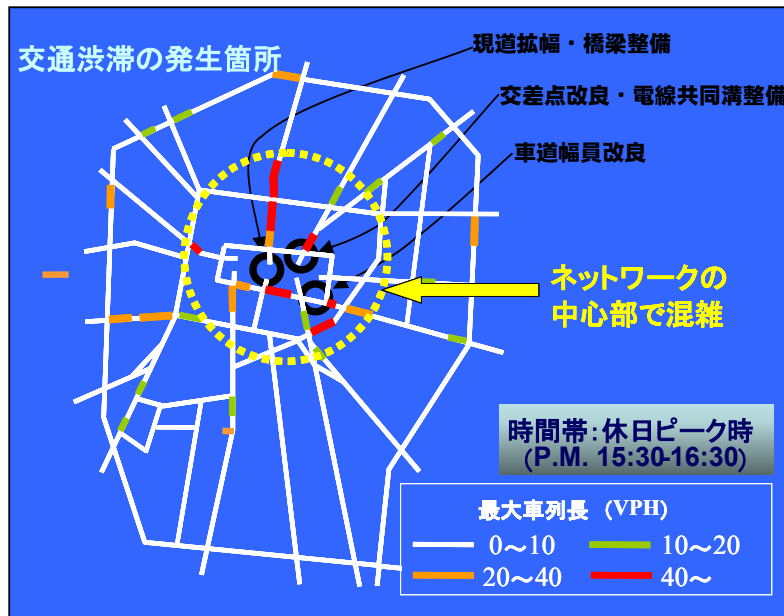 交通渋滞の発生箇所
現道拡幅・橋梁整備
交差点改良・電線共同溝整備
車道幅員改良
ネットワークの
中心部で混雑
時間帯：休日ピーク時
(P.M. 15:30-16:30)
最大車列長 (VPH)
0～10
10～20
20～40
40～